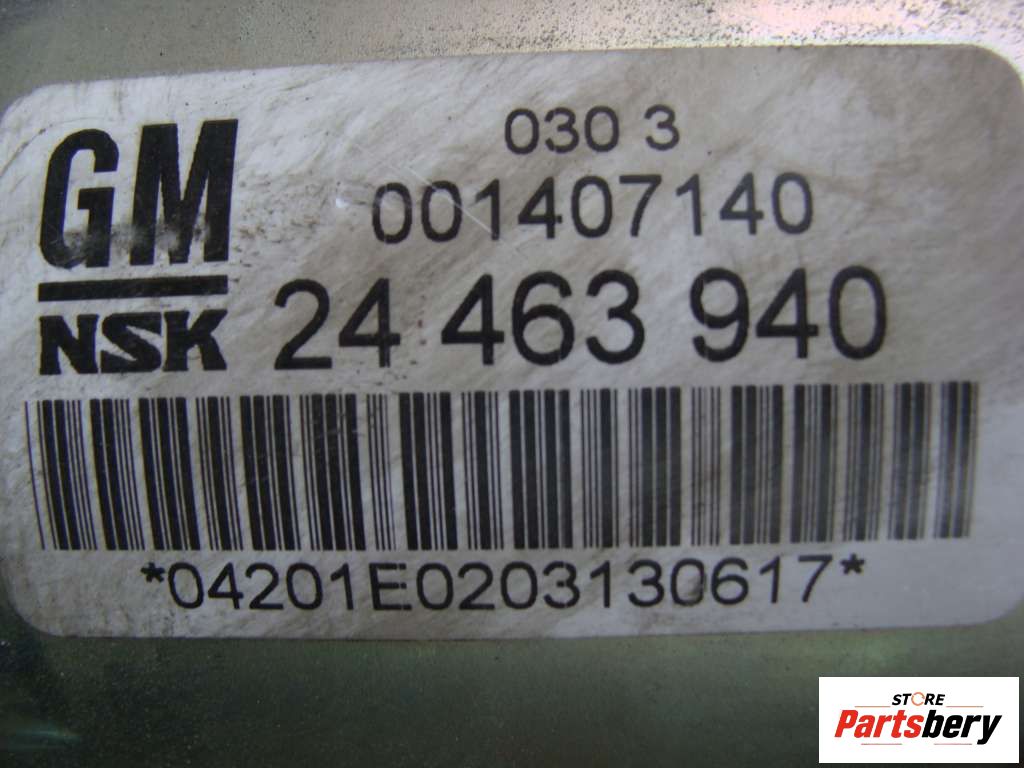 GM
030 3
001407140
NSK
24 463 940
*04201E0203130617*
STORE
Partsbery